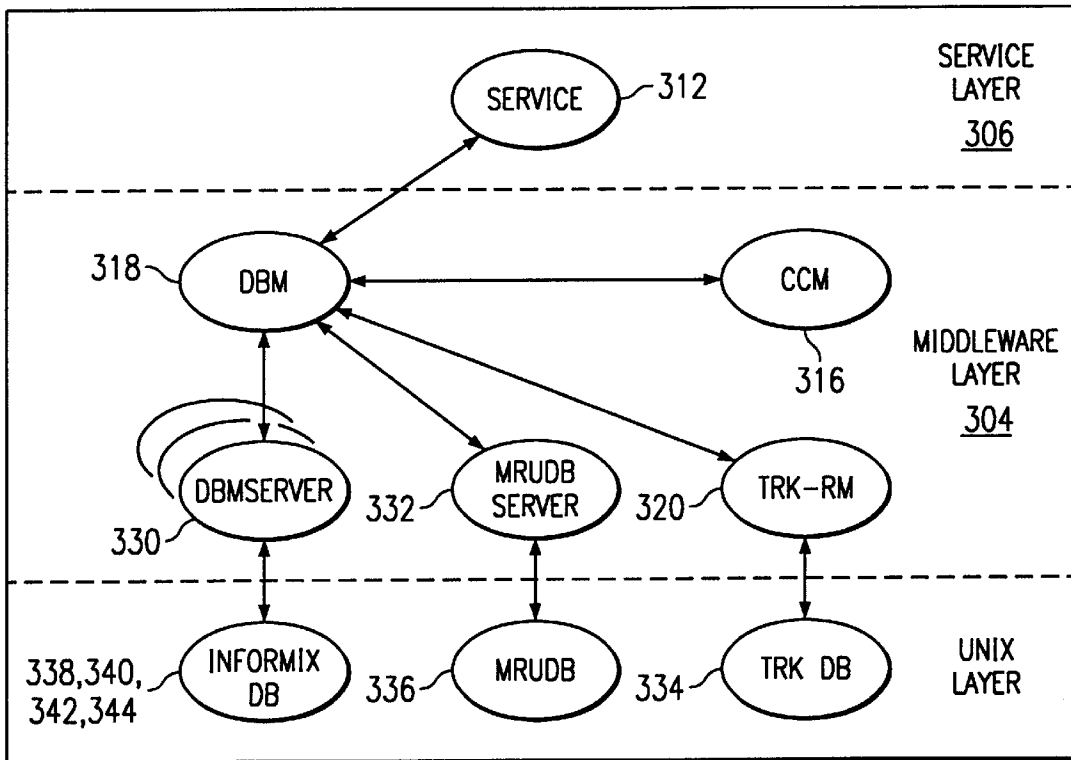 SERVICE
312
SERVICE
LAYER
306
318
DBM
CCM
316
MIDDLEWARE
LAYER
304
DBMSERVER
330
332
MRUDB
SERVER
320
TRK-RM
338,340,
342,344
INFORMIX
DB
336
MRUDB
334
TRK DB
UNIX
LAYER